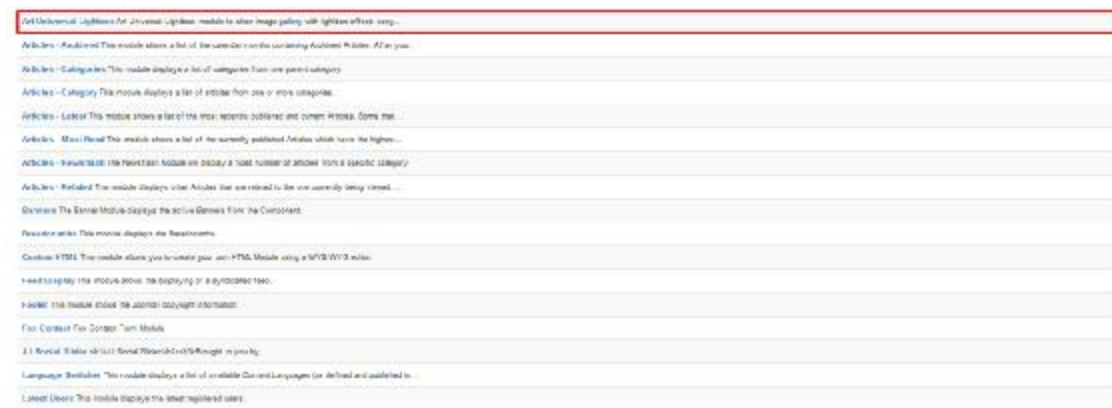 Art Universal Lightbox Art Universal Lightbox module to show image gallery with lightbox effect. easy...
Articles - Archived This module shows a list of the calendar months containing Archived Articles. After you...
Articles - Categories This module displays a list of categories from one parent category.
Articles - Category This module displays a list of articles from one or more categories.
Articles - Latest This module shows a list of the most recently published and current Articles. Some that ...
Articles - Most Read This module shows a list of the currently published Articles which have the highest...
Articles - Newsflash The Newsflash Module will display a fixed number of articles from a specific category
Articles - Related This module displays other Articles that are related to the one currently being viewed. ...
Banners The Banner Module displays the active Banners from the Component.
Breadcrumbs This module displays the Breadcrumbs.
Custom HTML This module allows you to create your own HTML Module using a WYSIWYG editor.
Feed Display This module allows the displaying of a syndicated feed.
Footer This module shows the Joomla! copyright information.
Fox Contact Fox Contact Form Module
Social to you by
Language Switcher This module displays a list of available Content Languages (as defined and published in ...
Latest Users This module displays the latest registered users.